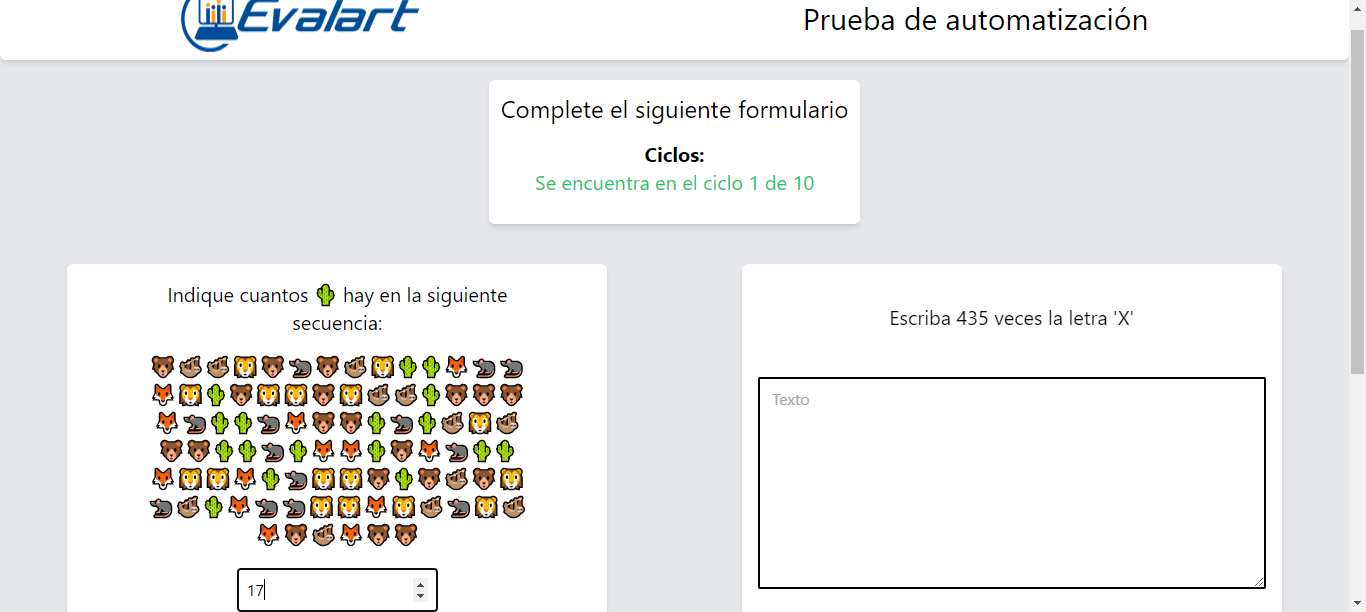 Evalart
Prueba de automatización
Complete el siguiente formulario
Ciclos:
Se encuentra en el ciclo 1 de 10
Indique cuantos 🌵 hay en la siguiente
secuencia:
17
Escriba 435 veces la letra 'X'
Texto